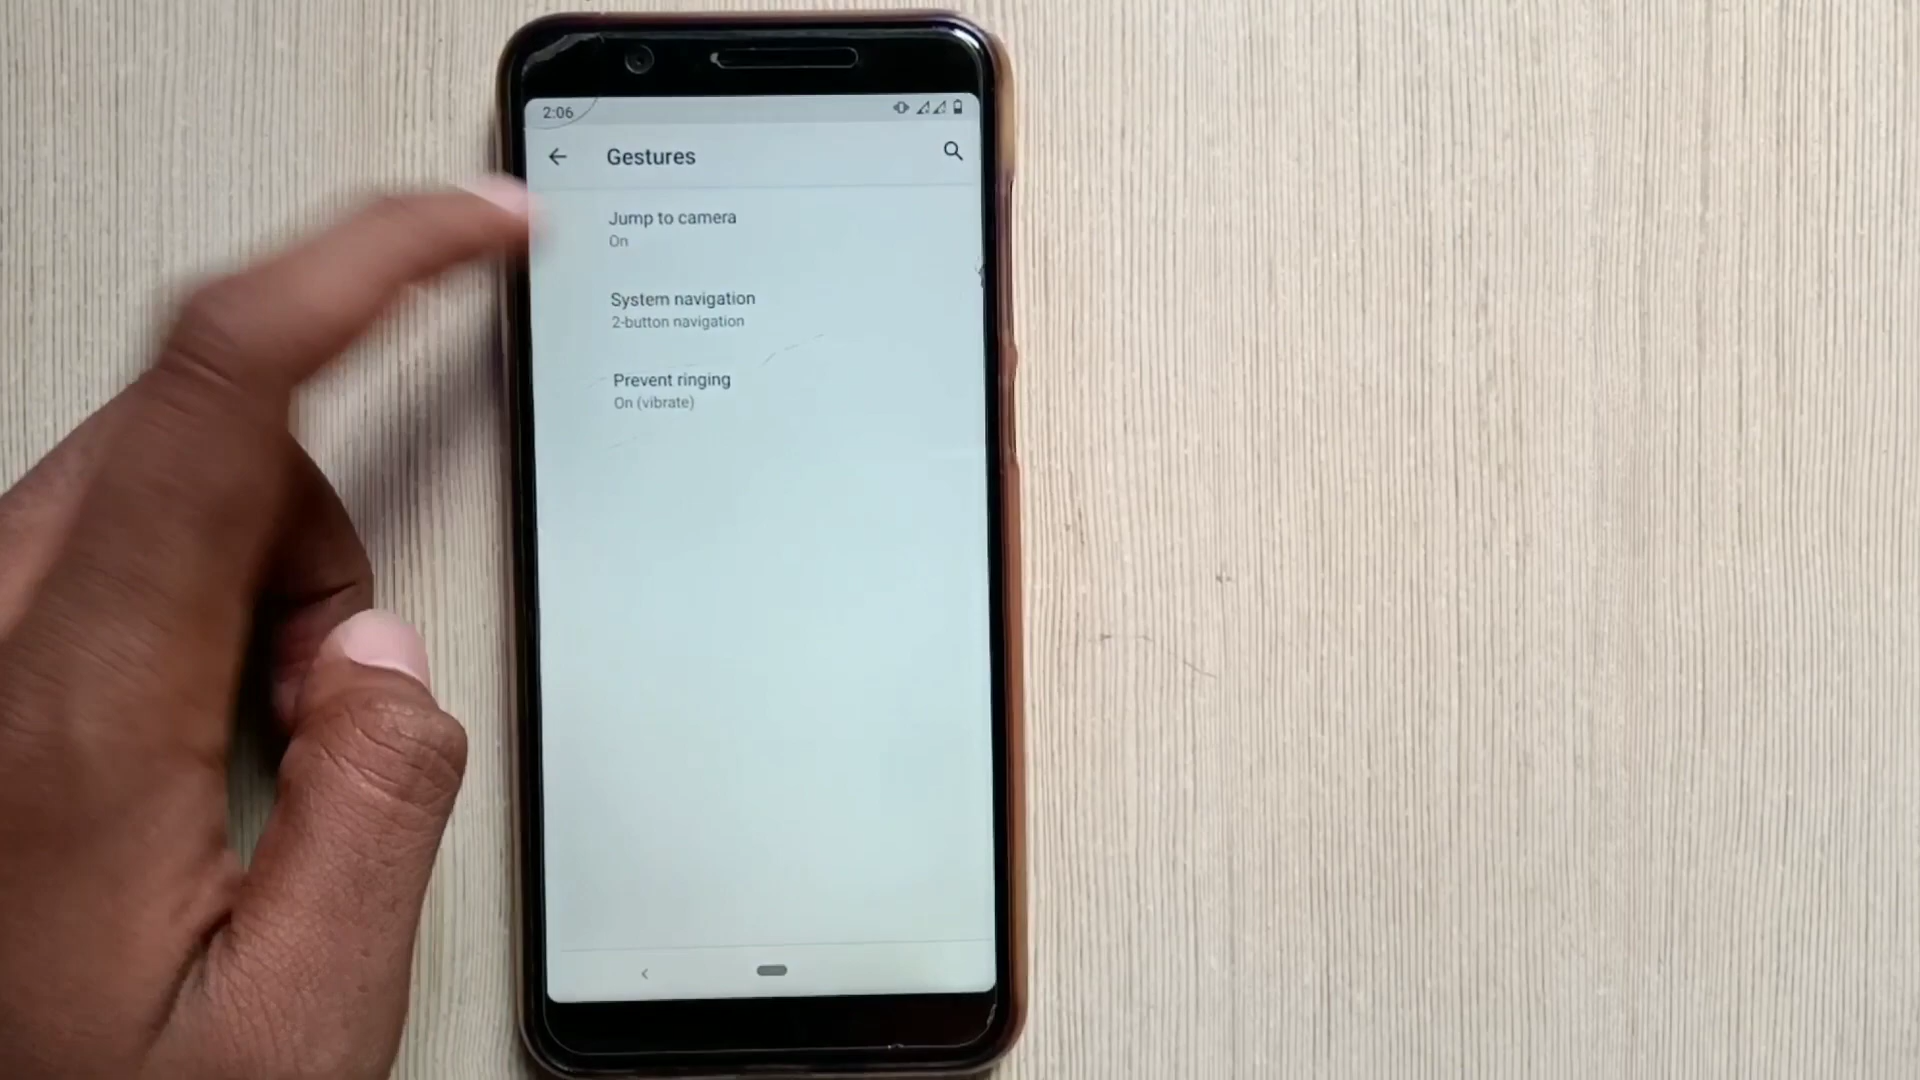 2:06
Gestures
Jump to camera
On
System navigation
2-button navigation
Prevent ringing
On (vibrate)